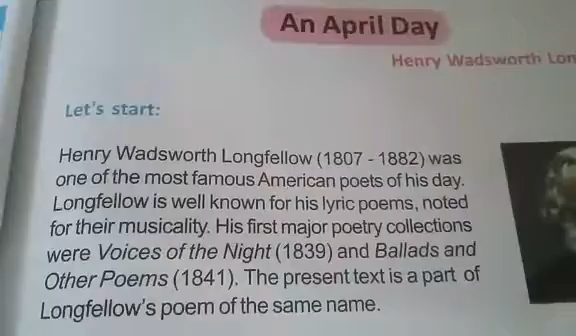 An April Day
Henry Wadsworth Lon
Let's start:
Henry Wadsworth Longfellow (1807 - 1882) was
one of the most famous American poets of his day.
Longfellow is well known for his lyric poems, noted
for their musicality. His first major poetry collections
were Voices of the Night (1839) and Ballads and
Other Poems (1841). The present text is a part of
Longfellow's poem of the same name.